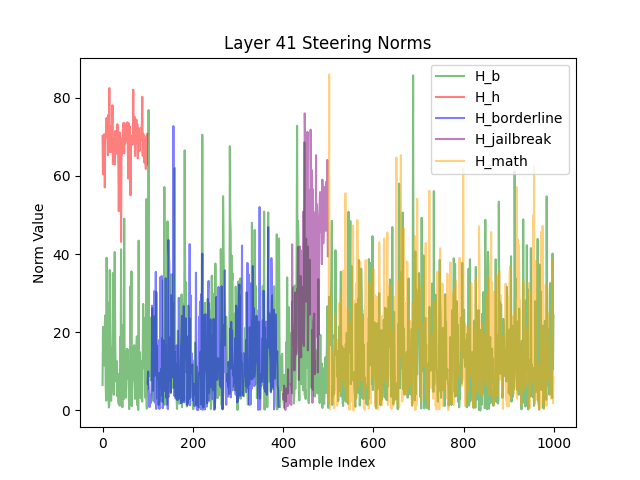 Layer 41 Steering Norms
Norm Value
80
60
40
20
0
H_b
H_h
H_borderline
H_jailbreak
H_math
0 200 400 600 800 1000
Sample Index